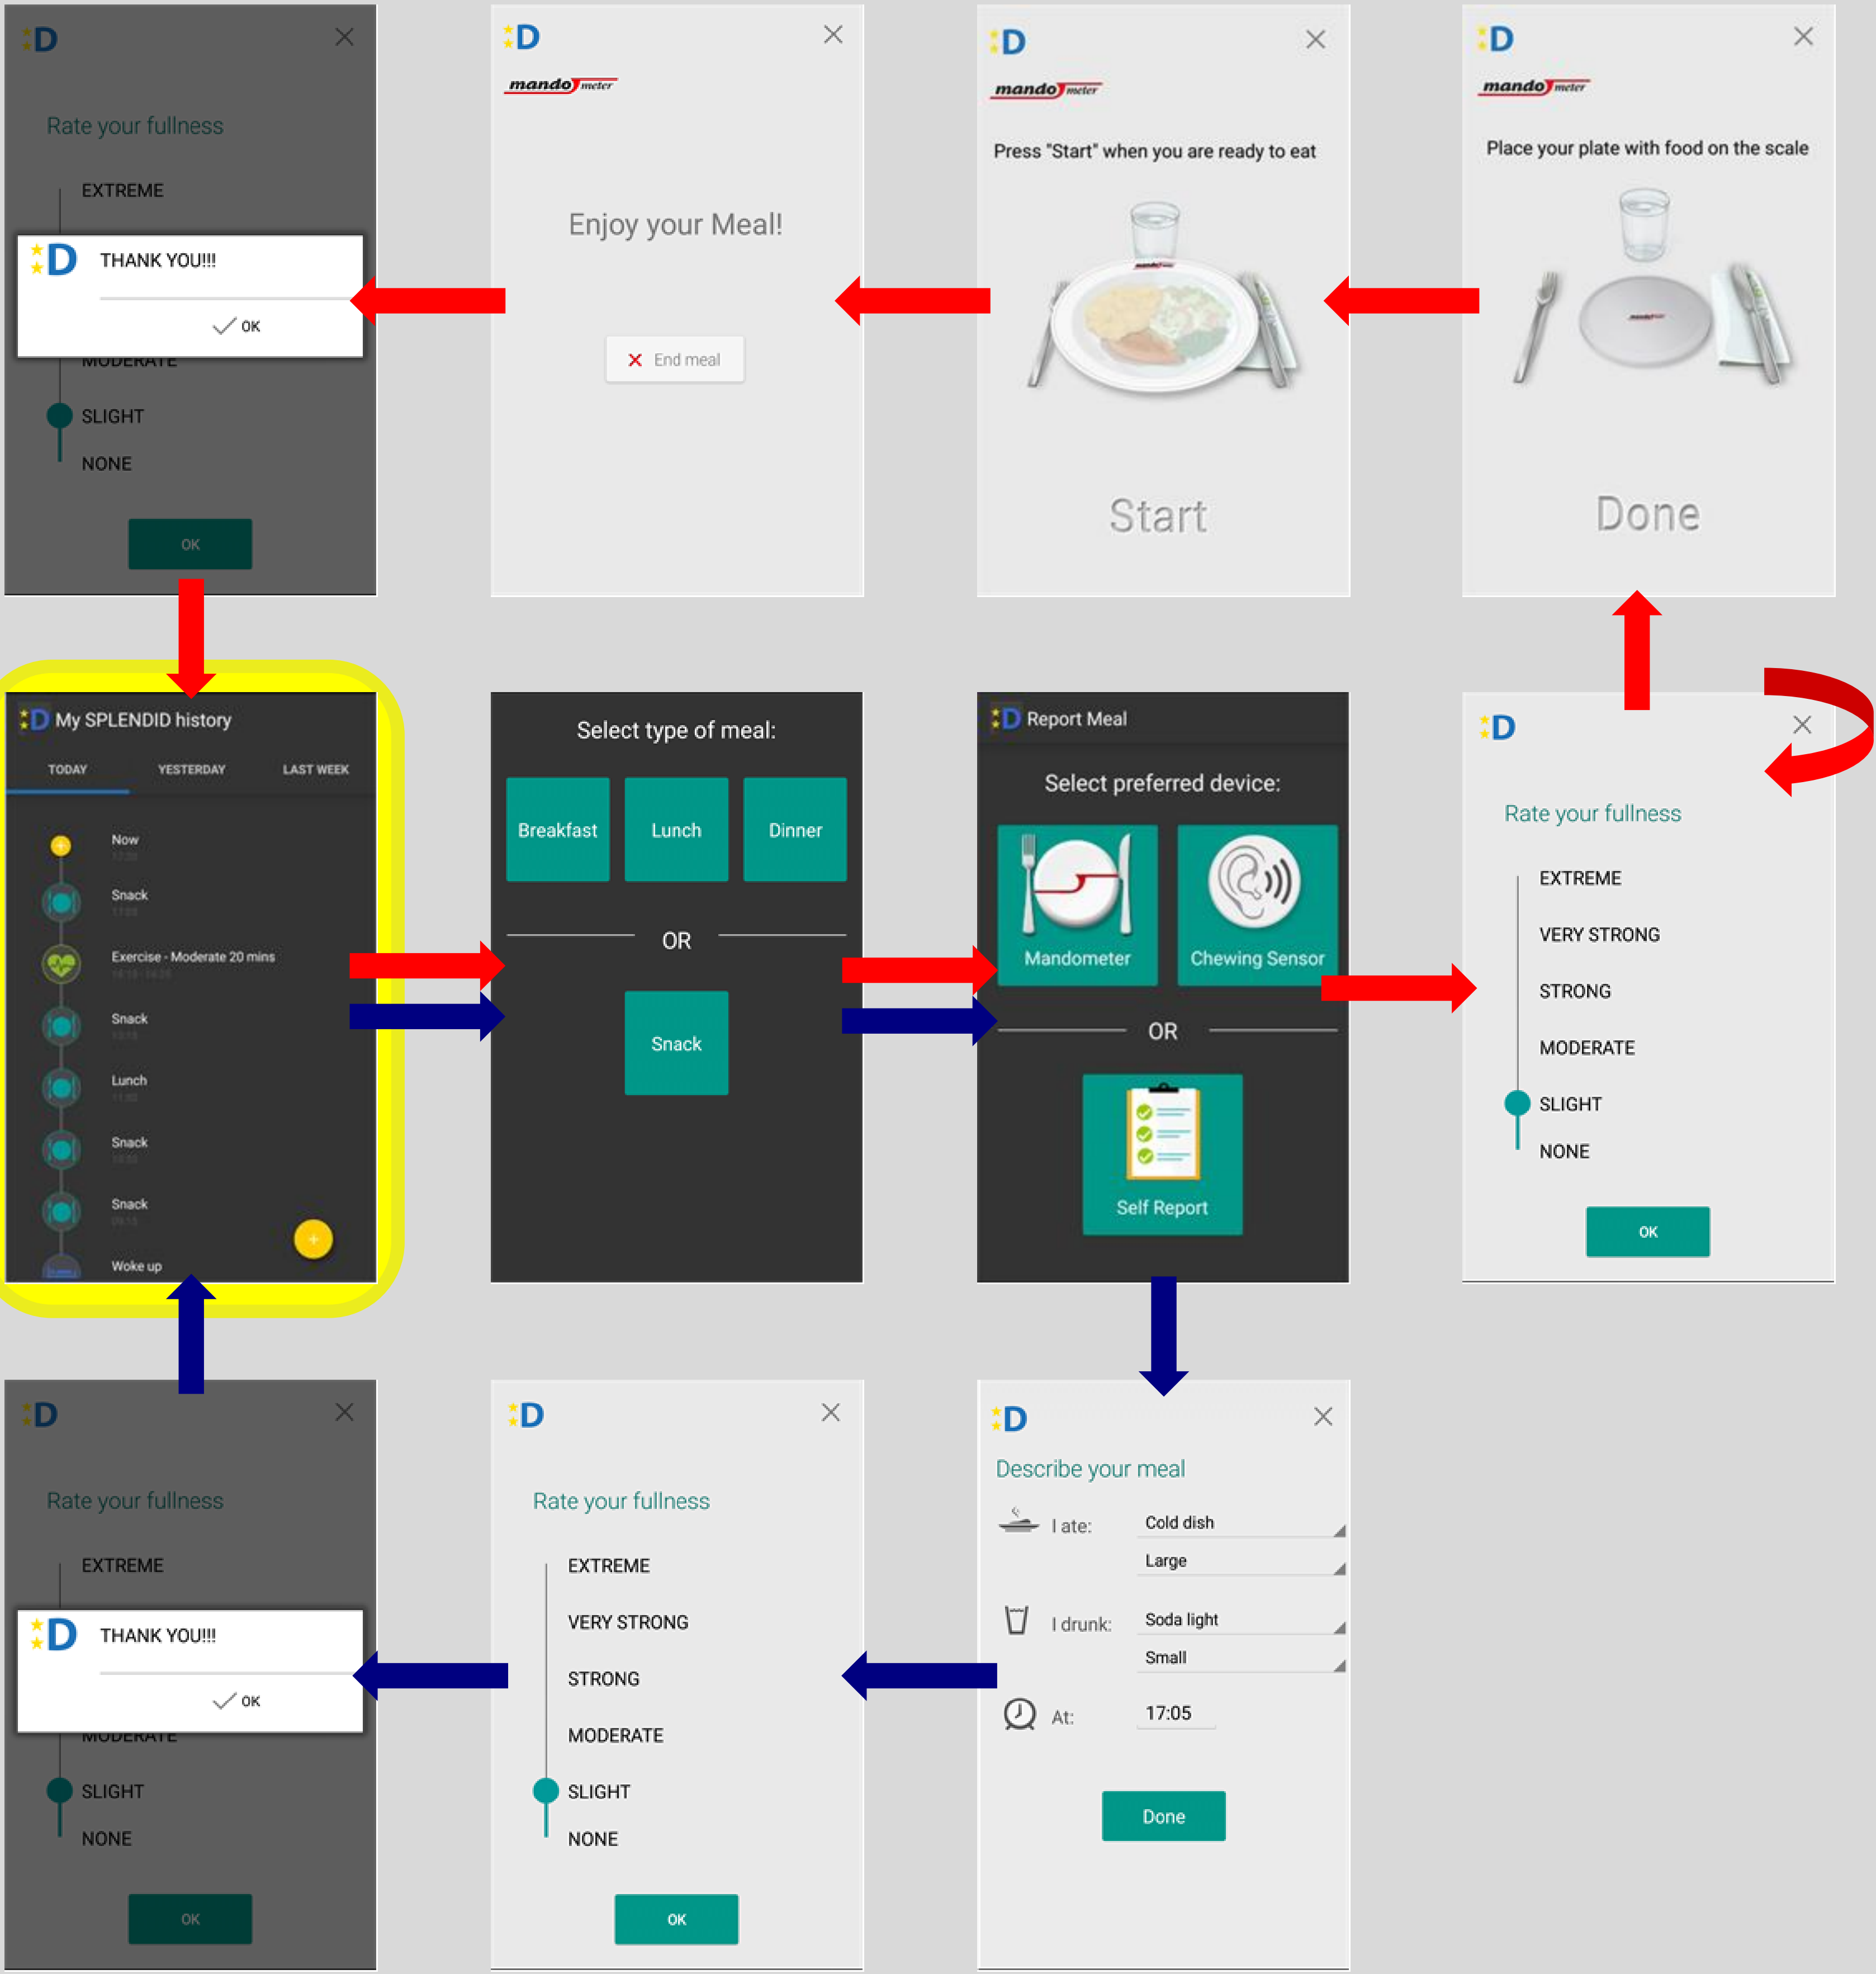 D
Rate your fullness
EXTREME
D
THANK YOU!!!
OK
MODERATE
SLIGHT
NONE
OK
D
mandometer
Enjoy your Meal!
End meal
D
mandometer
Press "Start" when you are ready to eat
Start
D
mandometer
Place your plate with food on the scale
Done
D My SPLENDID history
TODAY YESTERDAY LAST WEEK
Now
Snack
Exercise - Moderate 20 mins
Snack
Lunch
Snack
Snack
Woke up
Select type of meal:
Breakfast Lunch Dinner
OR
Snack
D Report Meal
Select preferred device:
Mandometer Chewing Sensor
OR
Self Report
D
Rate your fullness
EXTREME
VERY STRONG
STRONG
MODERATE
SLIGHT
NONE
OK
D
Rate your fullness
EXTREME
D
THANK YOU!!!
OK
MODERATE
SLIGHT
NONE
OK
D
Rate your fullness
EXTREME
VERY STRONG
STRONG
MODERATE
SLIGHT
NONE
OK
D
Describe your meal
I ate: Cold dish
Large
I drunk: Soda light
Small
At: 17:05
Done